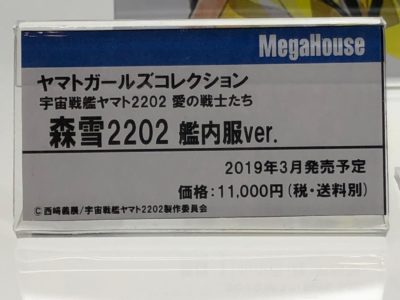 MegaHouse
ヤマトガールズコレクション
宇宙戦艦ヤマト2202 愛の戦士たち
森雪2202 艦内服ver.
2019年3月発売予定
価格:11,000円(税・送料別)
©西﨑義展/宇宙戦艦ヤマト2202製作委員会